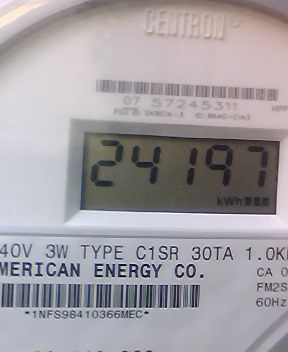 CENTRON®
07 57245311
24197
kWh
40V 3W TYPE C1SR 30TA 1.0K
MERICAN ENERGY CO.
CA 0
FM2S
60Hz
*1NFS98410366MEC*